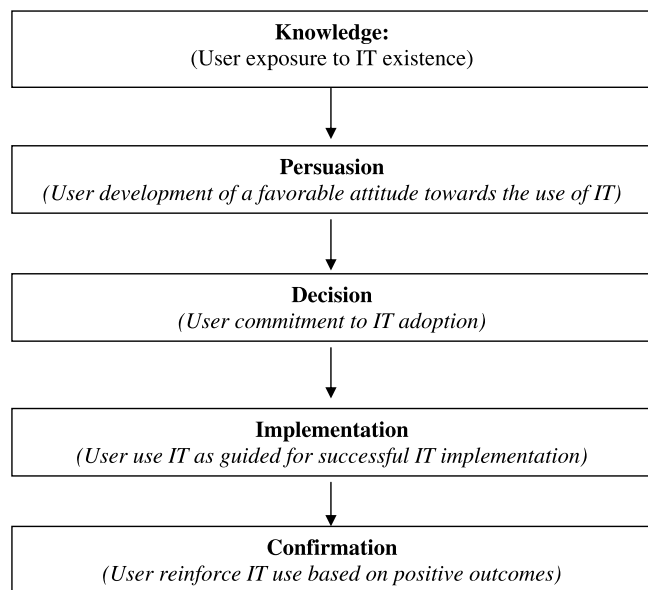 Knowledge:
(User exposure to IT existence)
Persuasion
(User development of a favorable attitude towards the use of IT)
Decision
(User commitment to IT adoption)
Implementation
(User use IT as guided for successful IT implementation)
Confirmation
(User reinforce IT use based on positive outcomes)